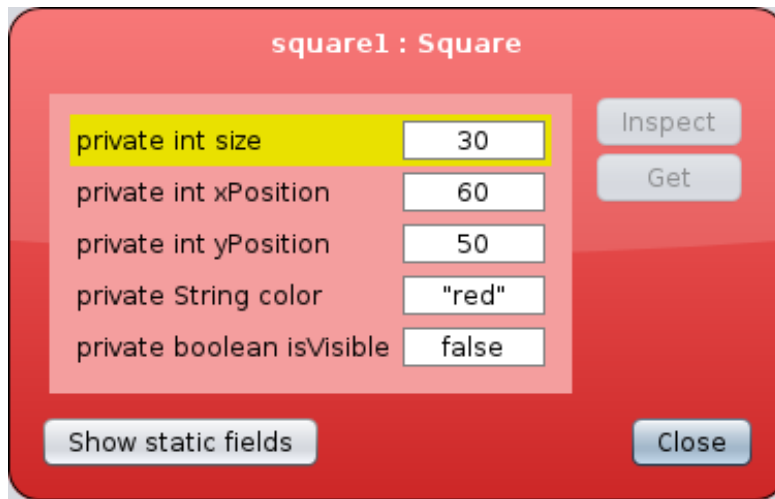 square1 : Square
private int size 30
Inspect
private int xPosition 60
Get
private int yPosition 50
private String color "red"
private boolean isVisible false
Show static fields
Close